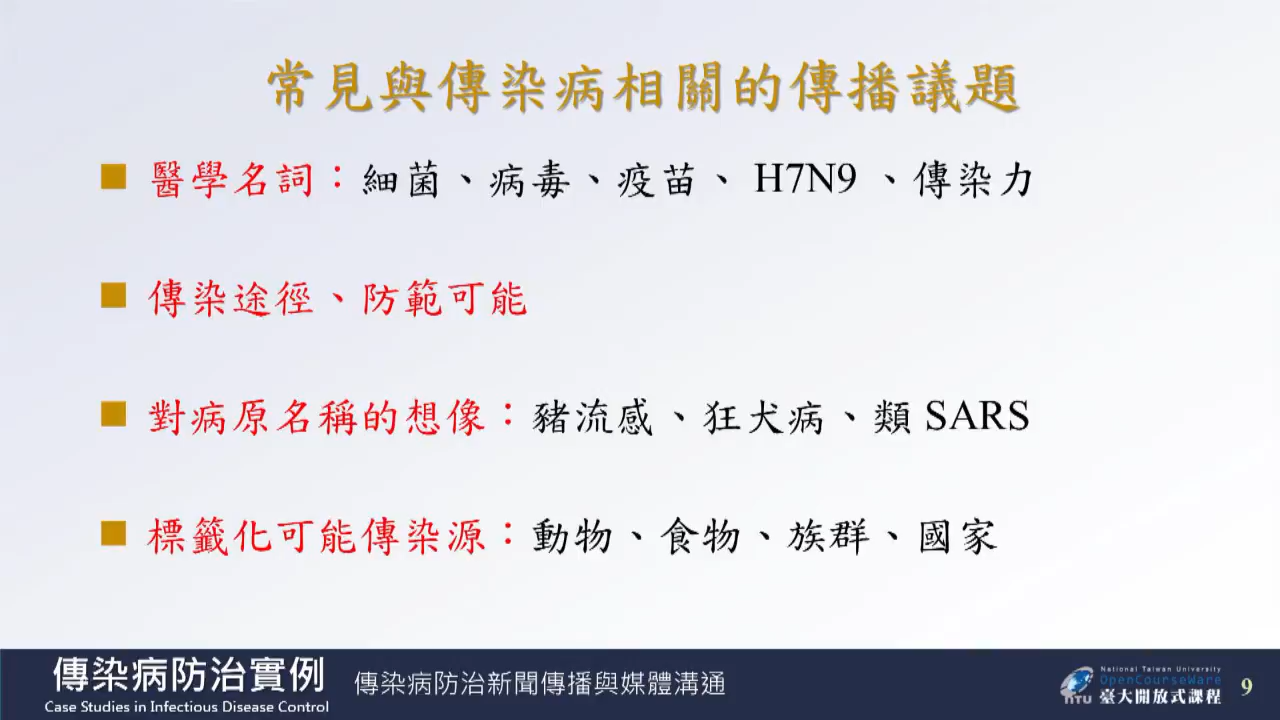 常見與傳染病相關的傳播議題
醫學名詞：細菌、病毒、疫苗、H7N9、傳染力
傳染途徑、防範可能
對病原名稱的想像：豬流感、狂犬病、類SARS
標籤化可能傳染源：動物、食物、族群、國家
傳染病防治實例
Case Studies in Infectious Disease Control
傳染病防治新聞傳播與媒體溝通
National Taiwan University
OpenCourseWare
NTU 臺大開放式課程
9